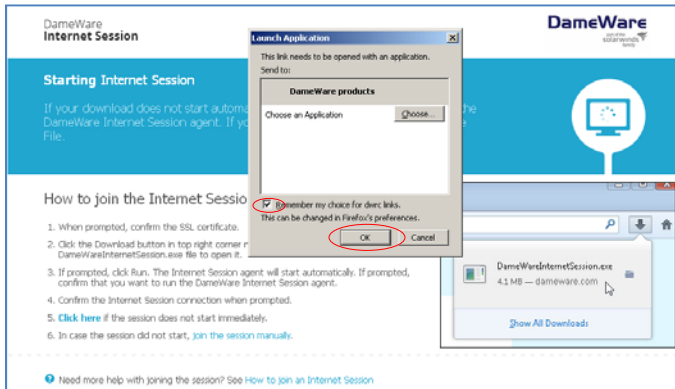 DameWare
Internet Session
DameWare
part of the
solarwinds
family
Launch Application
This link needs to be opened with an application.
Send to:
DameWare products
Choose an Application
Choose...
Remember my choice for dwrc links.
This can be changed in Firefox's preferences.
OK
Cancel
Starting Internet Session
If your download does not start automa
the
DameWare Internet Session agent. If yo
e
File.
How to join the Internet Sessio
1. When prompted, confirm the SSL certificate.
2. Click the Download button in top right corner
DameWareInternetSession.exe file to open it.
3. If prompted, click Run. The Internet Session agent will start automatically. If prompted,
confirm that you want to run the DameWare Internet Session agent.
4. Confirm the Internet Session connection when prompted.
5. Click here if the session does not start immediately.
6. In case the session did not start, join the session manually.
DameWareInternetSession.exe
4.1 MB — dameware.com
Show All Downloads
Need more help with joining the session? See How to join an Internet Session